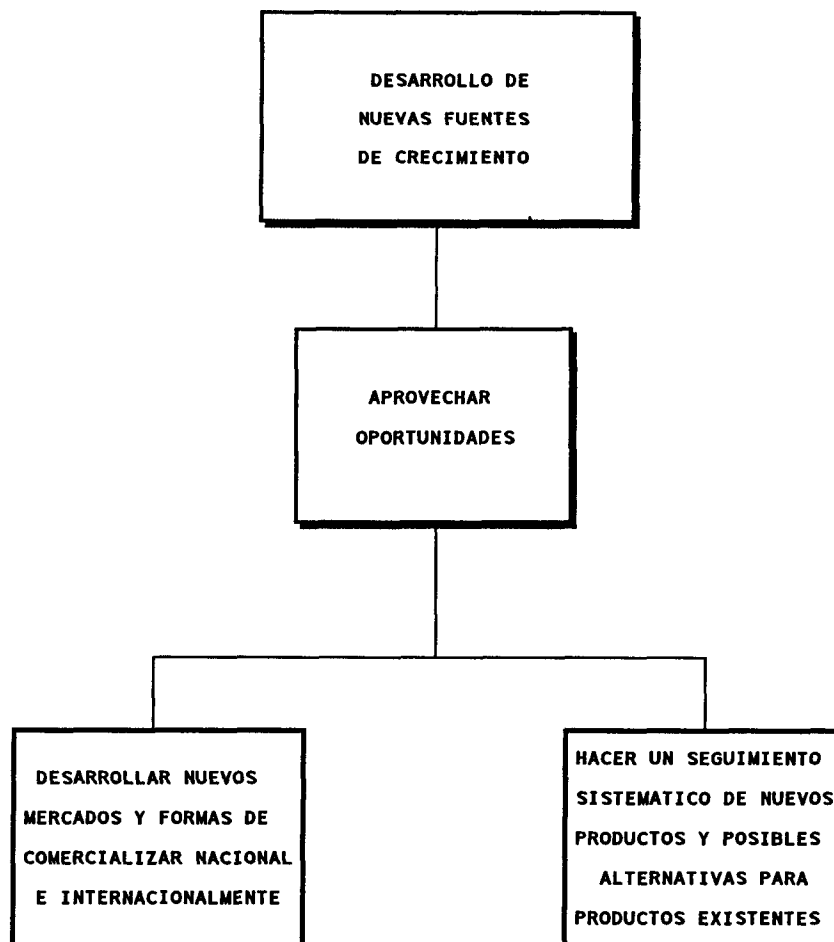 DESARROLLO DE
NUEVAS FUENTES
DE CRECIMIENTO
APROVECHAR
OPORTUNIDADES
DESARROLLAR NUEVOS
MERCADOS Y FORMAS DE
COMERCIALIZAR NACIONAL
E INTERNACIONALMENTE
HACER UN SEGUIMIENTO
SISTEMATICO DE NUEVOS
PRODUCTOS Y POSIBLES
ALTERNATIVAS PARA
PRODUCTOS EXISTENTES